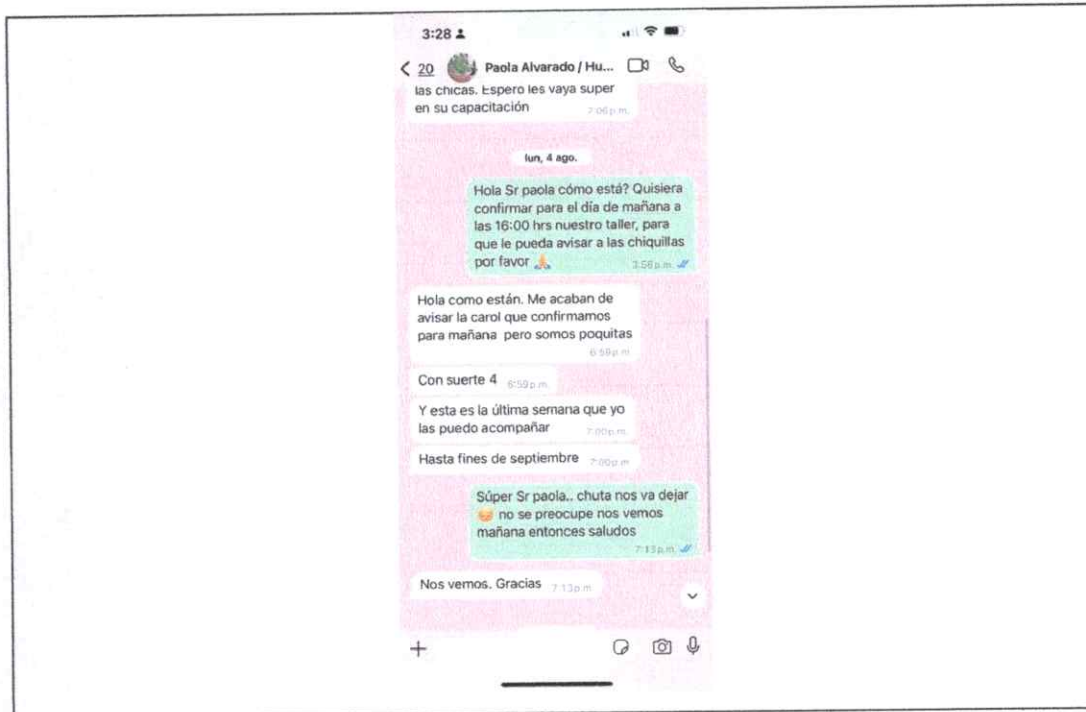 3:28
20
Paola Alvarado / Hu...
las chicas. Espero les vaya super
en su capacitación
7:06 p.m.
lun, 4 ago.
Hola Sr paola cómo está? Quisiera
confirmar para el día de mañana a
las 16:00 hrs nuestro taller, para
que le pueda avisar a las chiquillas
por favor 🙏
3:56 p.m.
Hola como están. Me acaban de
avisar la carol que confirmamos
para mañana pero somos poquitas
6:59 p.m.
Con suerte 4 6:59 p.m.
Y esta es la última semana que yo
las puedo acompañar 7:00 p.m.
Hasta fines de septiembre 7:00 p.m.
Súper Sr paola.. chuta nos va dejar
no se preocupe nos vemos
mañana entonces saludos
7:13 p.m.
Nos vemos. Gracias 7:13 p.m.